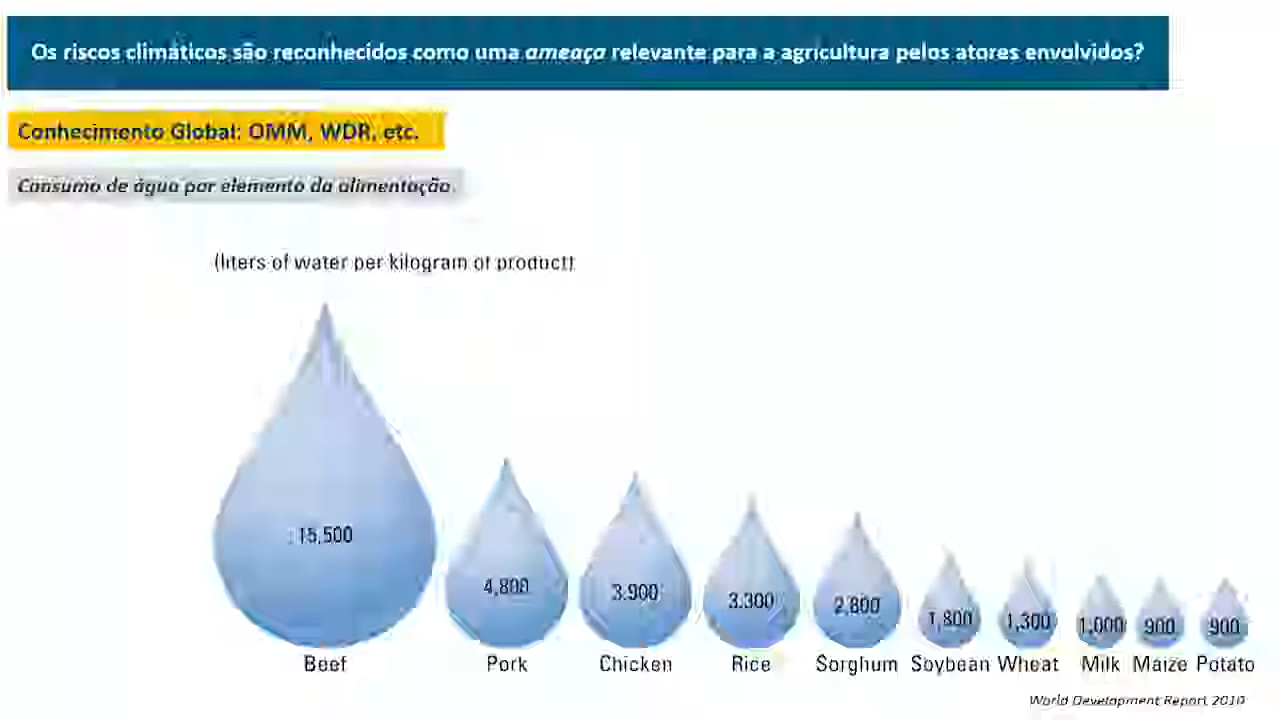 Os riscos climáticos são reconhecidos como uma ameaça relevante para a agricultura pelos atores envolvidos?
Conhecimento Global: OMM, WDR, etc.
Consumo de água por elemento da alimentação.
(liters of water per kilogram of product)
15,500
4,800
3,900
3,300
2,800
1,800
1,300
1,000
900
900
Beef
Pork
Chicken
Rice
Sorghum
Soybean
Wheat
Milk
Maize
Potato
World Development Report 2010